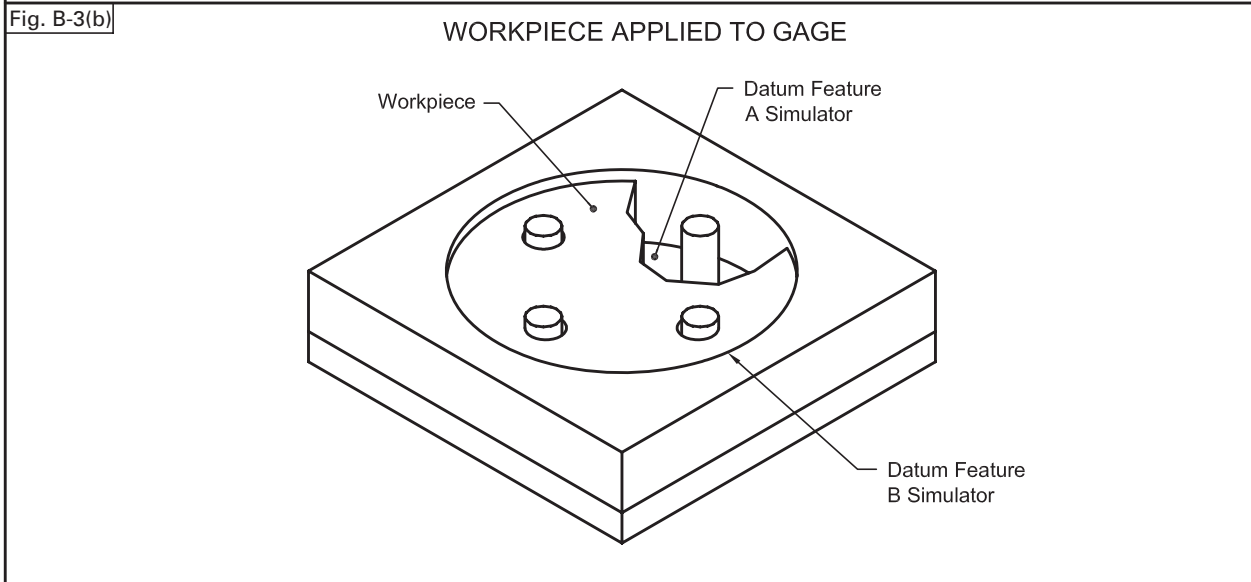 Fig. B-3(b)
WORKPIECE APPLIED TO GAGE
Workpiece
Datum Feature
A Simulator
Datum Feature
B Simulator